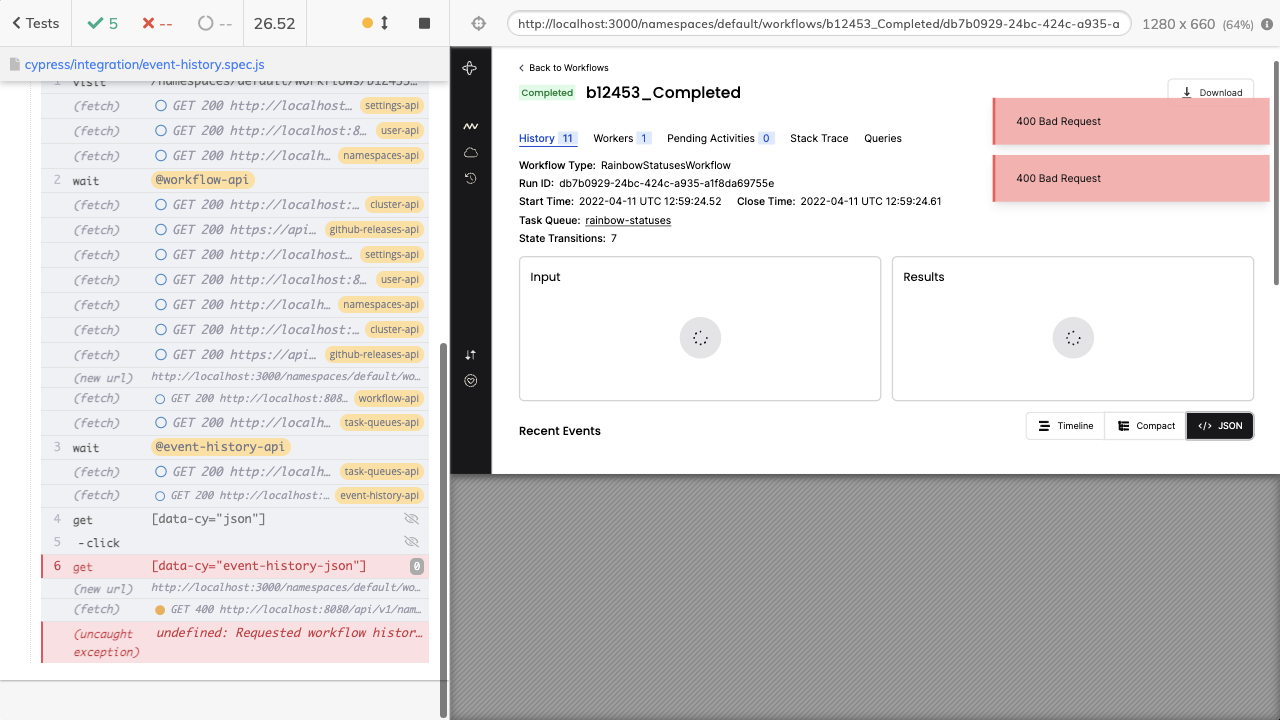 Tests
5
--
--
26.52
http://localhost:3000/namespaces/default/workflows/b12453_Completed/db7b0929-24bc-424c-a935-a
1280 x 660 (64%)
cypress/integration/event-history.spec.js
1 visit /namespaces/default/workflows/b12453...
(fetch) GET 200 http://localhost... settings-api
(fetch) GET 200 http://localhost:8... user-api
(fetch) GET 200 http://localh... namespaces-api
2 wait @workflow-api
(fetch) GET 200 http://localhost:... cluster-api
(fetch) GET 200 https://api... github-releases-api
(fetch) GET 200 http://localhost... settings-api
(fetch) GET 200 http://localhost:8... user-api
(fetch) GET 200 http://localh... namespaces-api
(fetch) GET 200 http://localhost:... cluster-api
(fetch) GET 200 https://api... github-releases-api
(new url) http://localhost:3000/namespaces/default/wo...
(fetch) GET 200 http://localhost:808... workflow-api
(fetch) GET 200 http://localh... task-queues-api
3 wait @event-history-api
(fetch) GET 200 http://localh... task-queues-api
(fetch) GET 200 http://localhost:... event-history-api
4 get [data-cy="json"]
5 -click
6 get [data-cy="event-history-json"] 0
(new url) http://localhost:3000/namespaces/default/wo...
(fetch) GET 400 http://localhost:8080/api/v1/nam...
(uncaught exception) undefined: Requested workflow histor...
Back to Workflows
Completed b12453_Completed
Download
400 Bad Request
400 Bad Request
History 11 Workers 1 Pending Activities 0 Stack Trace Queries
Workflow Type: RainbowStatusesWorkflow
Run ID: db7b0929-24bc-424c-a935-a1f8da69755e
Start Time: 2022-04-11 UTC 12:59:24.52 Close Time: 2022-04-11 UTC 12:59:24.61
Task Queue: rainbow-statuses
State Transitions: 7
Input
Results
Recent Events
Timeline
Compact
</> JSON